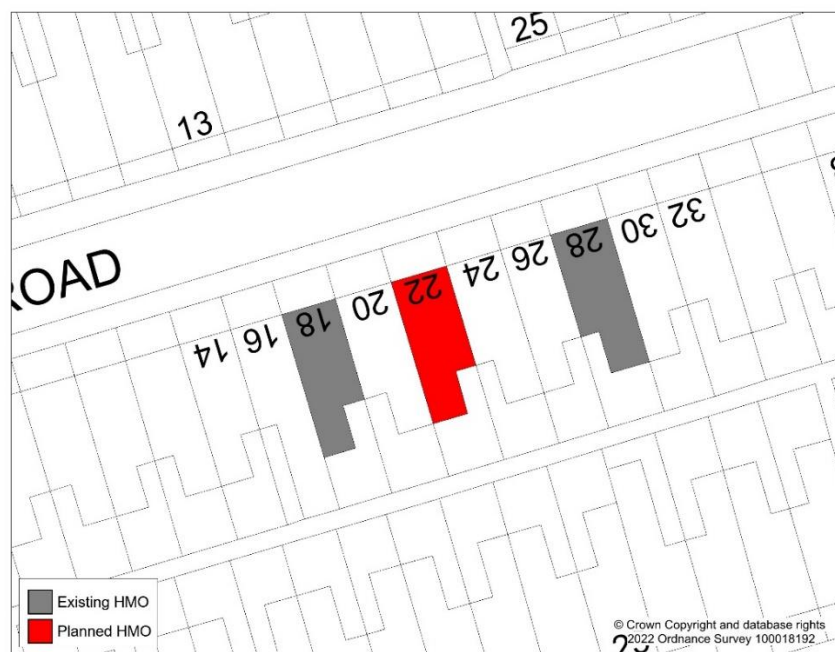 25
13
ROAD
14
16
18
20
22
24
26
28
30
32
Existing HMO
Planned HMO
© Crown Copyright and database rights
2022 Ordnance Survey 100018192